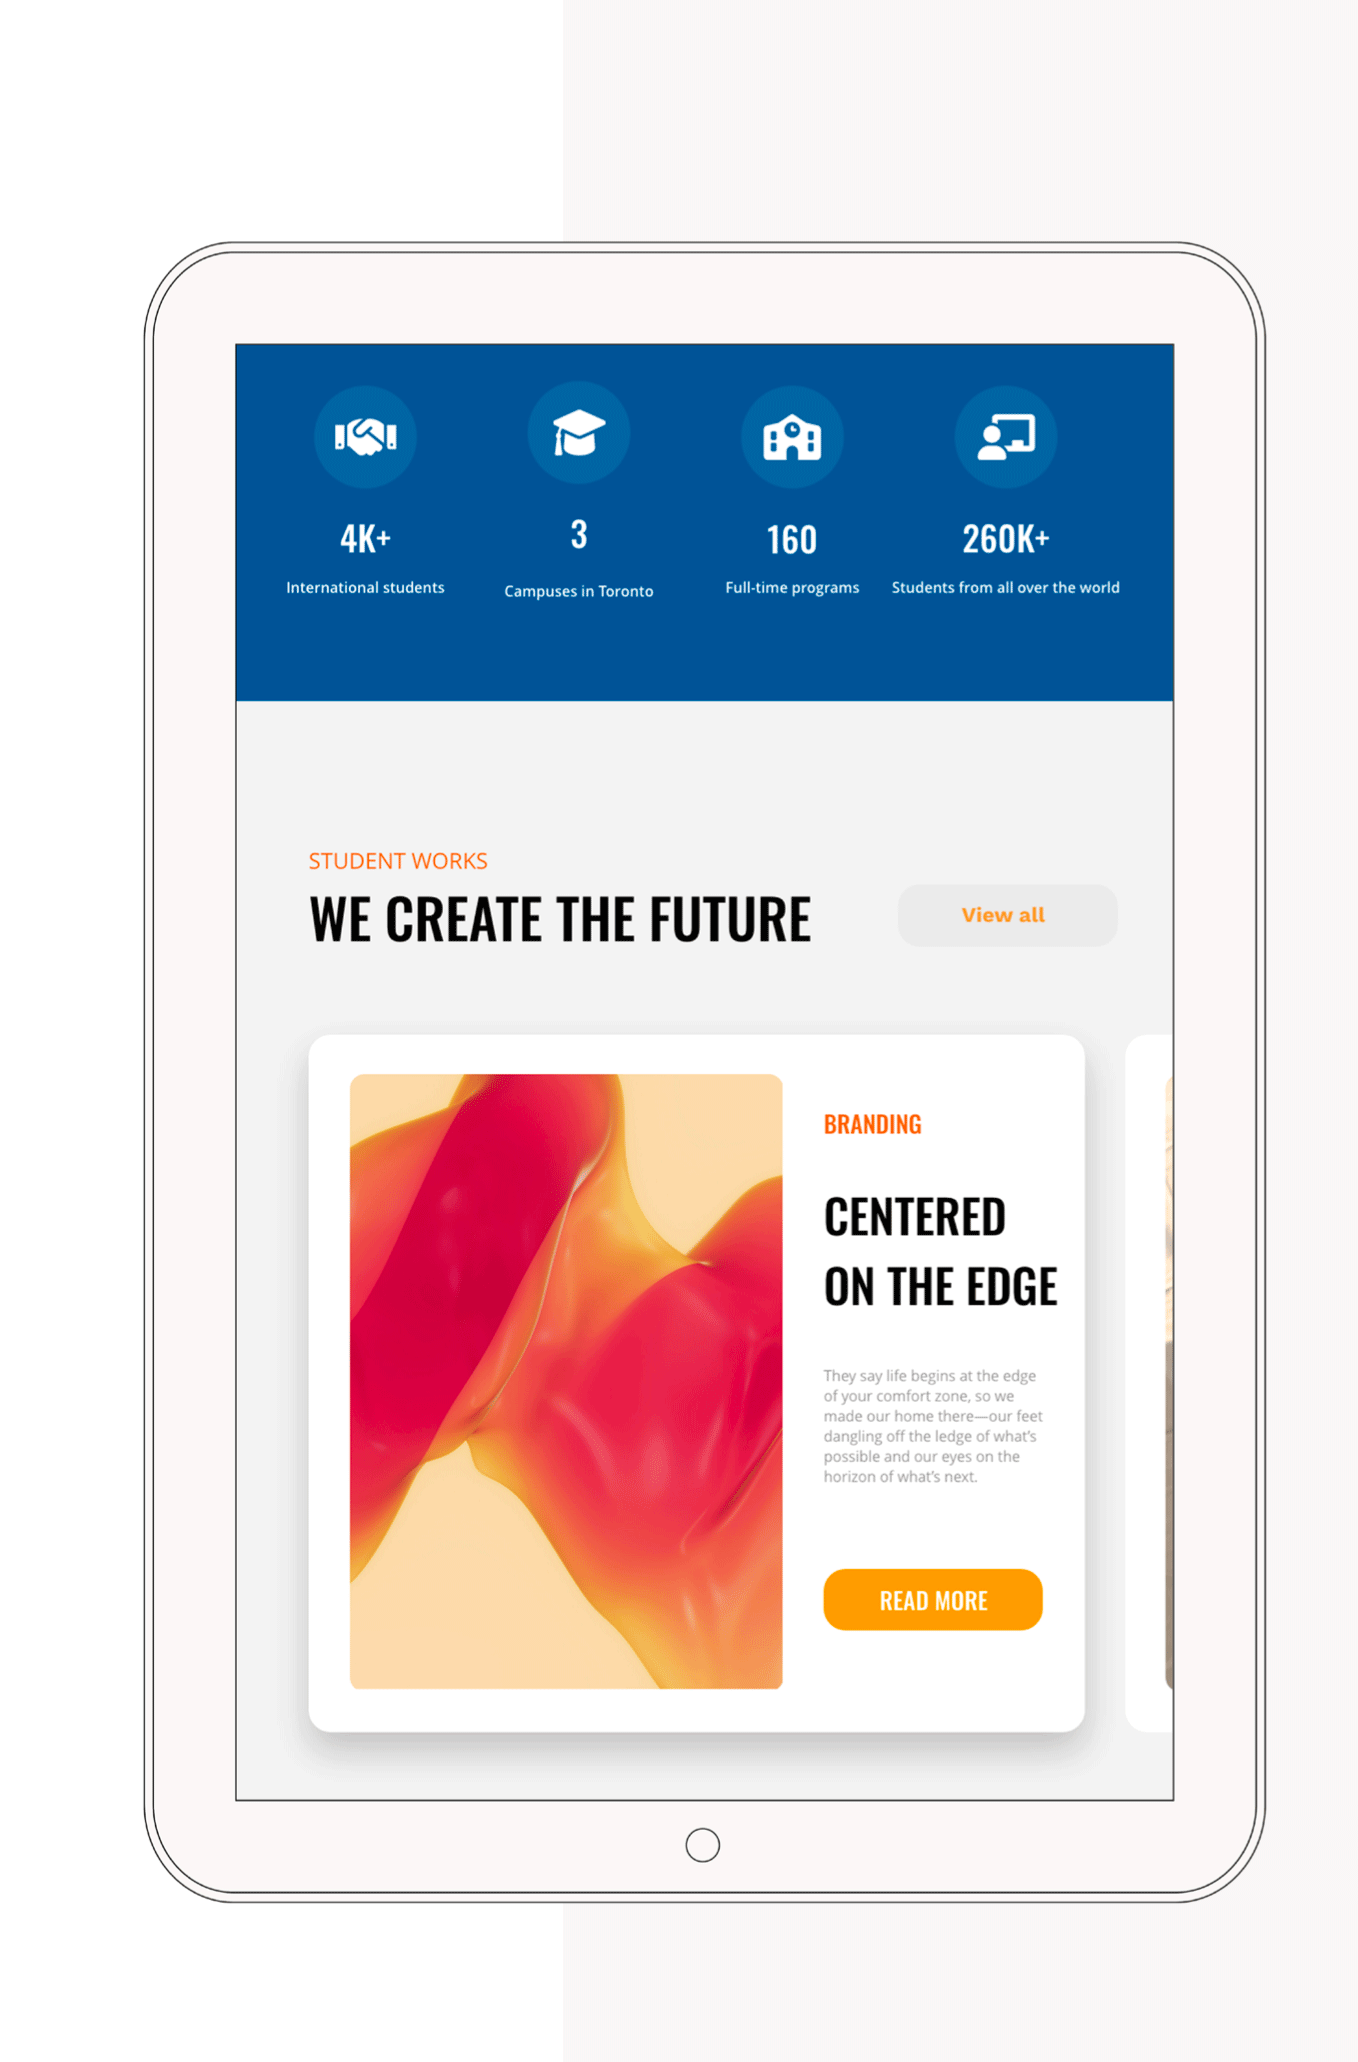 4K+
International students
3
Campuses in Toronto
160
Full-time programs
260K+
Students from all over the world
STUDENT WORKS
WE CREATE THE FUTURE
View all
BRANDING
CENTERED
ON THE EDGE
They say life begins at the edge
of your comfort zone, so we
made our home there—our feet
dangling off the ledge of what’s
possible and our eyes on the
horizon of what’s next.
READ MORE